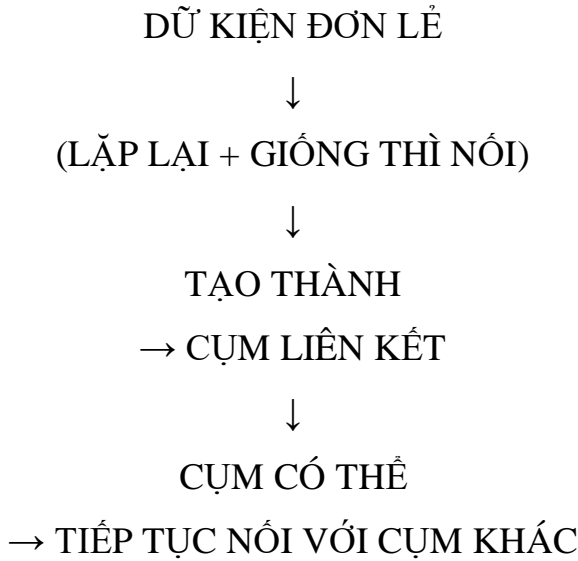 DỮ KIỆN ĐƠN LẺ
↓
(LẶP LẠI + GIỐNG THÌ NỐI)
↓
TẠO THÀNH
→ CỤM LIÊN KẾT
↓
CỤM CÓ THỂ
→ TIẾP TỤC NỐI VỚI CỤM KHÁC